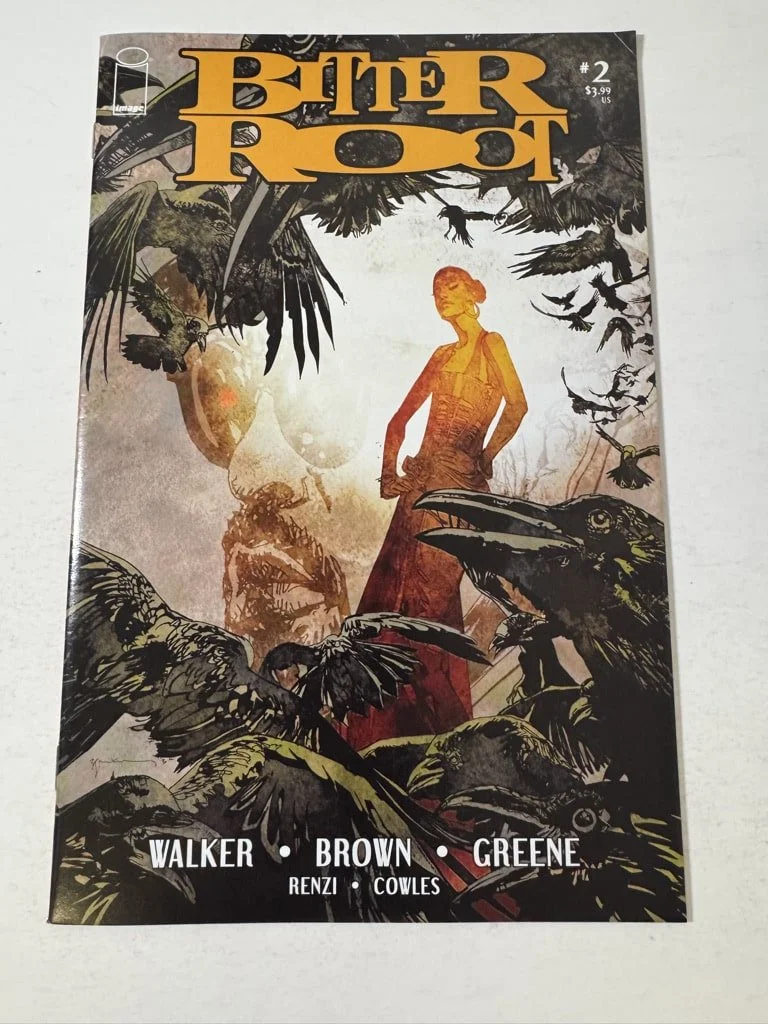 image
BITTER
ROOT
#2
$3.99
US
WALKER • BROWN • GREENE
RENZI • COWLES